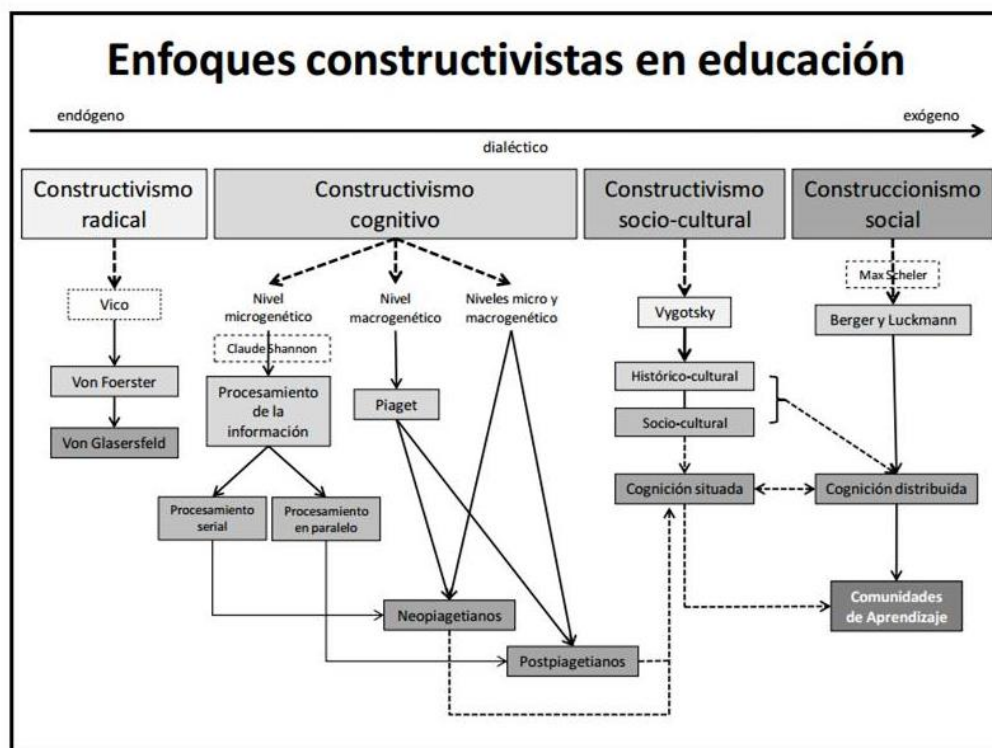 Enfoques constructivistas en educación
endógeno
exógeno
dialéctico
Constructivismo
radical
Constructivismo
cognitivo
Constructivismo
socio-cultural
Construccionismo
social
Vico
Von Foerster
Von Glasersfeld
Nivel
microgenético
Nivel
macrogenético
Niveles micro y
macrogenético
Claude Shannon
Procesamiento
de la
información
Piaget
Procesamiento
serial
Procesamiento
en paralelo
Neopiagetianos
Postpiagetianos
Vygotsky
Histórico-cultural
Socio-cultural
Cognición situada
Max Scheler
Berger y Luckmann
Cognición distribuida
Comunidades
de Aprendizaje